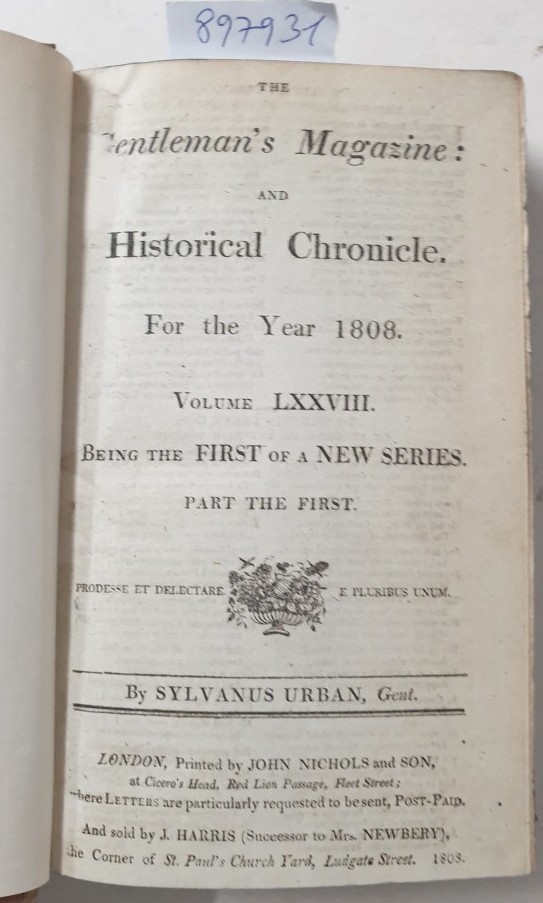 897931
THE
Gentleman's Magazine:
AND
Historical Chronicle.
For the Year 1808.
VOLUME LXXVIII.
BEING THE FIRST OF A NEW SERIES.
PART THE FIRST.
PRODESSE ET DELECTARE E PLURIBUS UNUM.
By SYLVANUS URBAN, Gent.
LONDON, Printed by JOHN NICHOLS and SON,
at Cicero's Head, Red Lion Passage, Fleet Street;
where LETTERS are particularly requested to be sent, POST-PAID.
And sold by J. HARRIS (Successor to Mrs. NEWBERY),
the Corner of St. Paul's Church Yard, Ludgate Street. 1808.